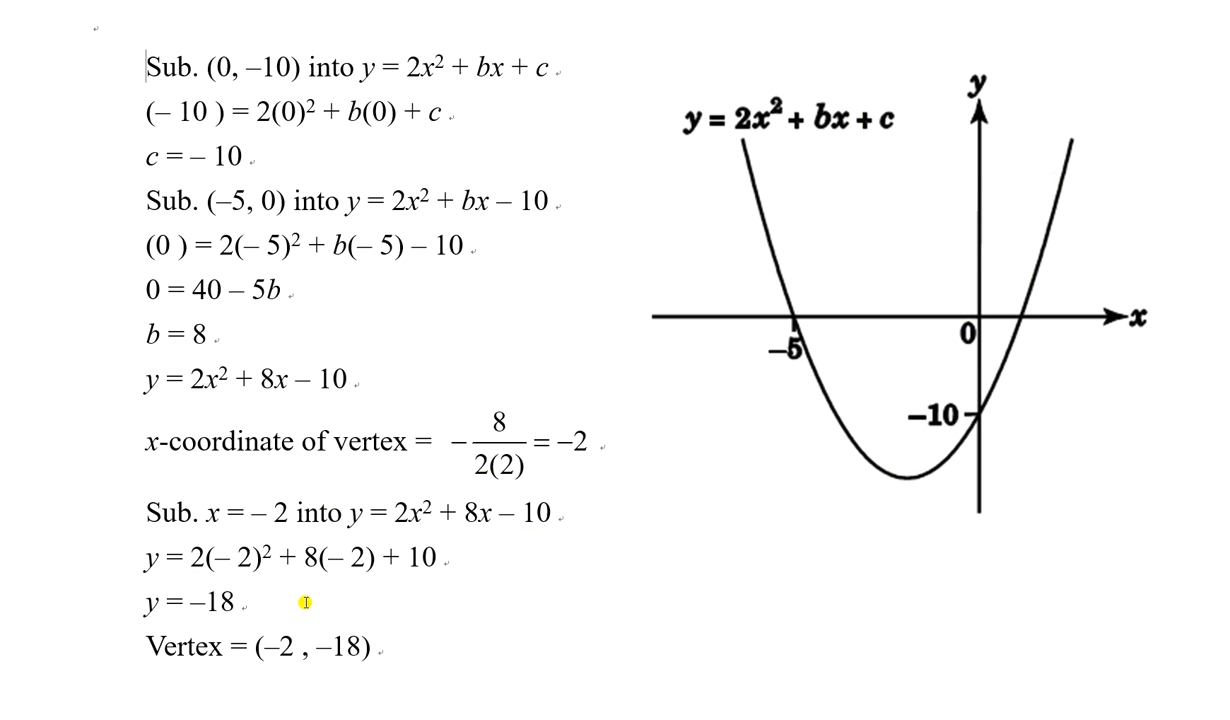 Sub. (0, –10) into y = 2x² + bx + c
(– 10 ) = 2(0)² + b(0) + c
c = – 10
Sub. (–5, 0) into y = 2x² + bx – 10
(0 ) = 2(– 5)² + b(– 5) – 10
0 = 40 – 5b
b = 8
y = 2x² + 8x – 10
x-coordinate of vertex = −8/2(2) = −2
Sub. x = – 2 into y = 2x² + 8x – 10
y = 2(– 2)² + 8(– 2) + 10
y = –18
Vertex = (–2 , –18)
y
y = 2x² + bx + c
x
0
–5
–10